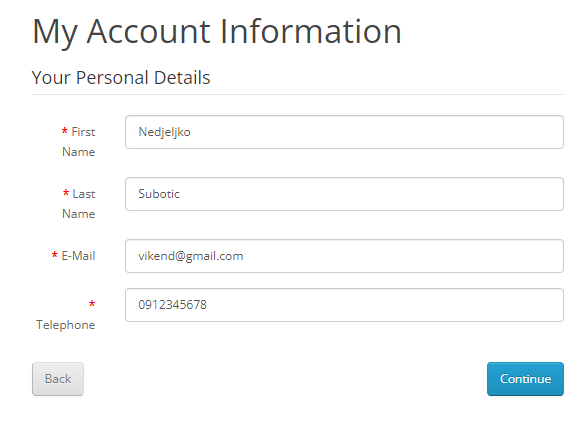 My Account Information
Your Personal Details
* First
Name
Nedjeljko
* Last
Name
Subotic
* E-Mail
vikend@gmail.com
*
Telephone
0912345678
Back
Continue